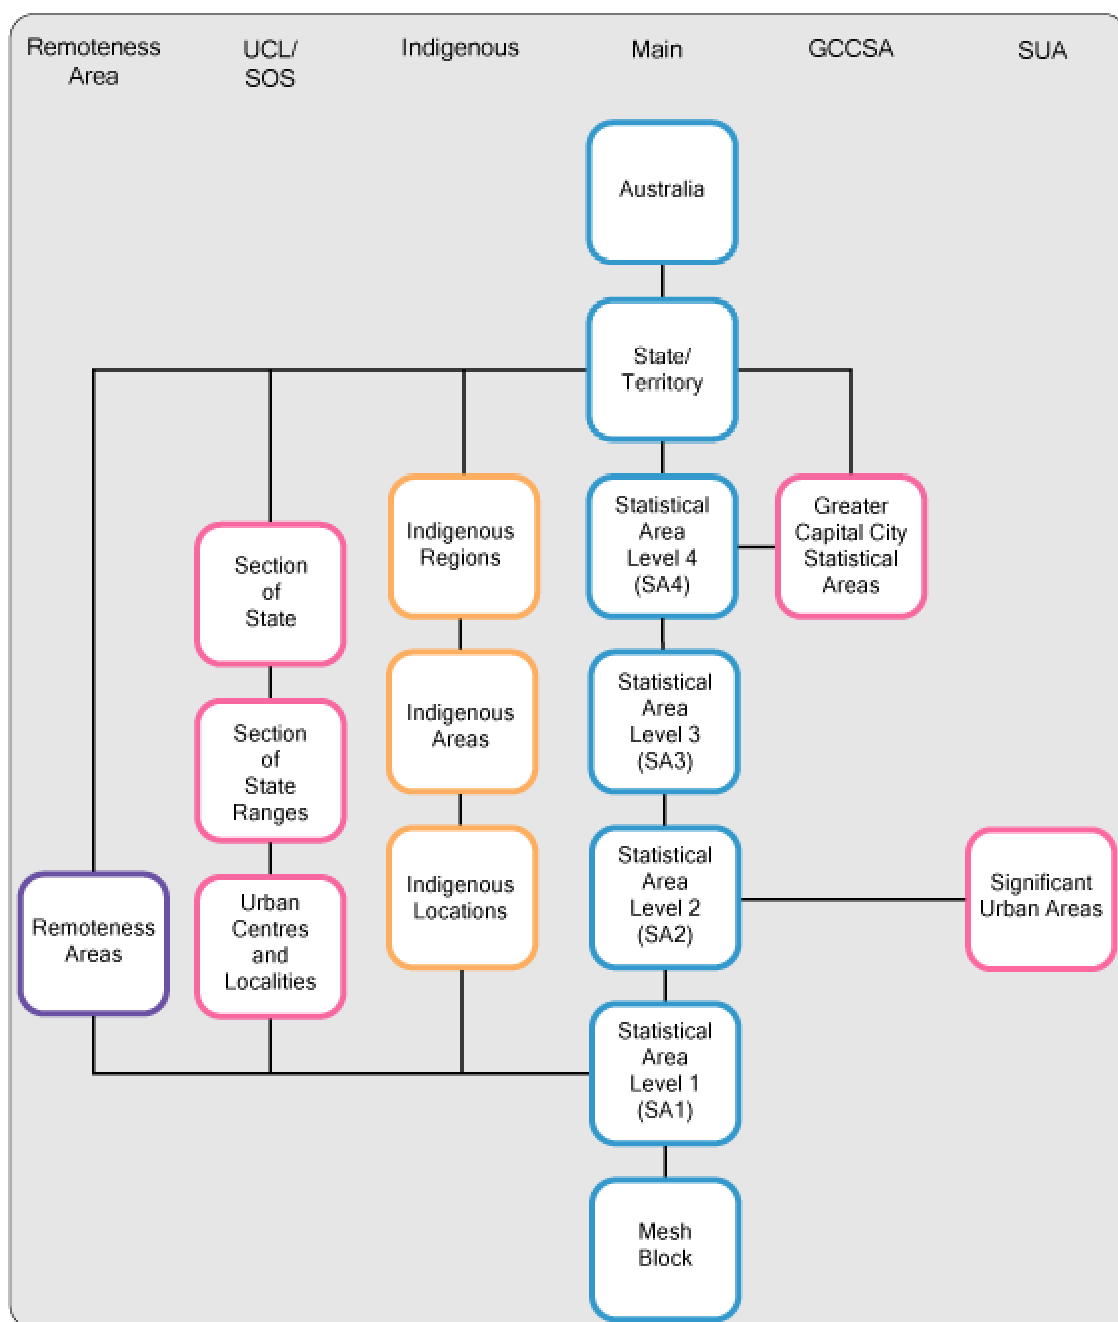 Remoteness
Area
UCL/
SOS
Indigenous
Main
GCCSA
SUA
Australia
State/
Territory
Section
of
State
Indigenous
Regions
Statistical
Area
Level 4
(SA4)
Greater
Capital City
Statistical
Areas
Section
of
State
Ranges
Indigenous
Areas
Statistical
Area
Level 3
(SA3)
Remoteness
Areas
Urban
Centres
and
Localities
Indigenous
Locations
Statistical
Area
Level 2
(SA2)
Significant
Urban Areas
Statistical
Area
Level 1
(SA1)
Mesh
Block